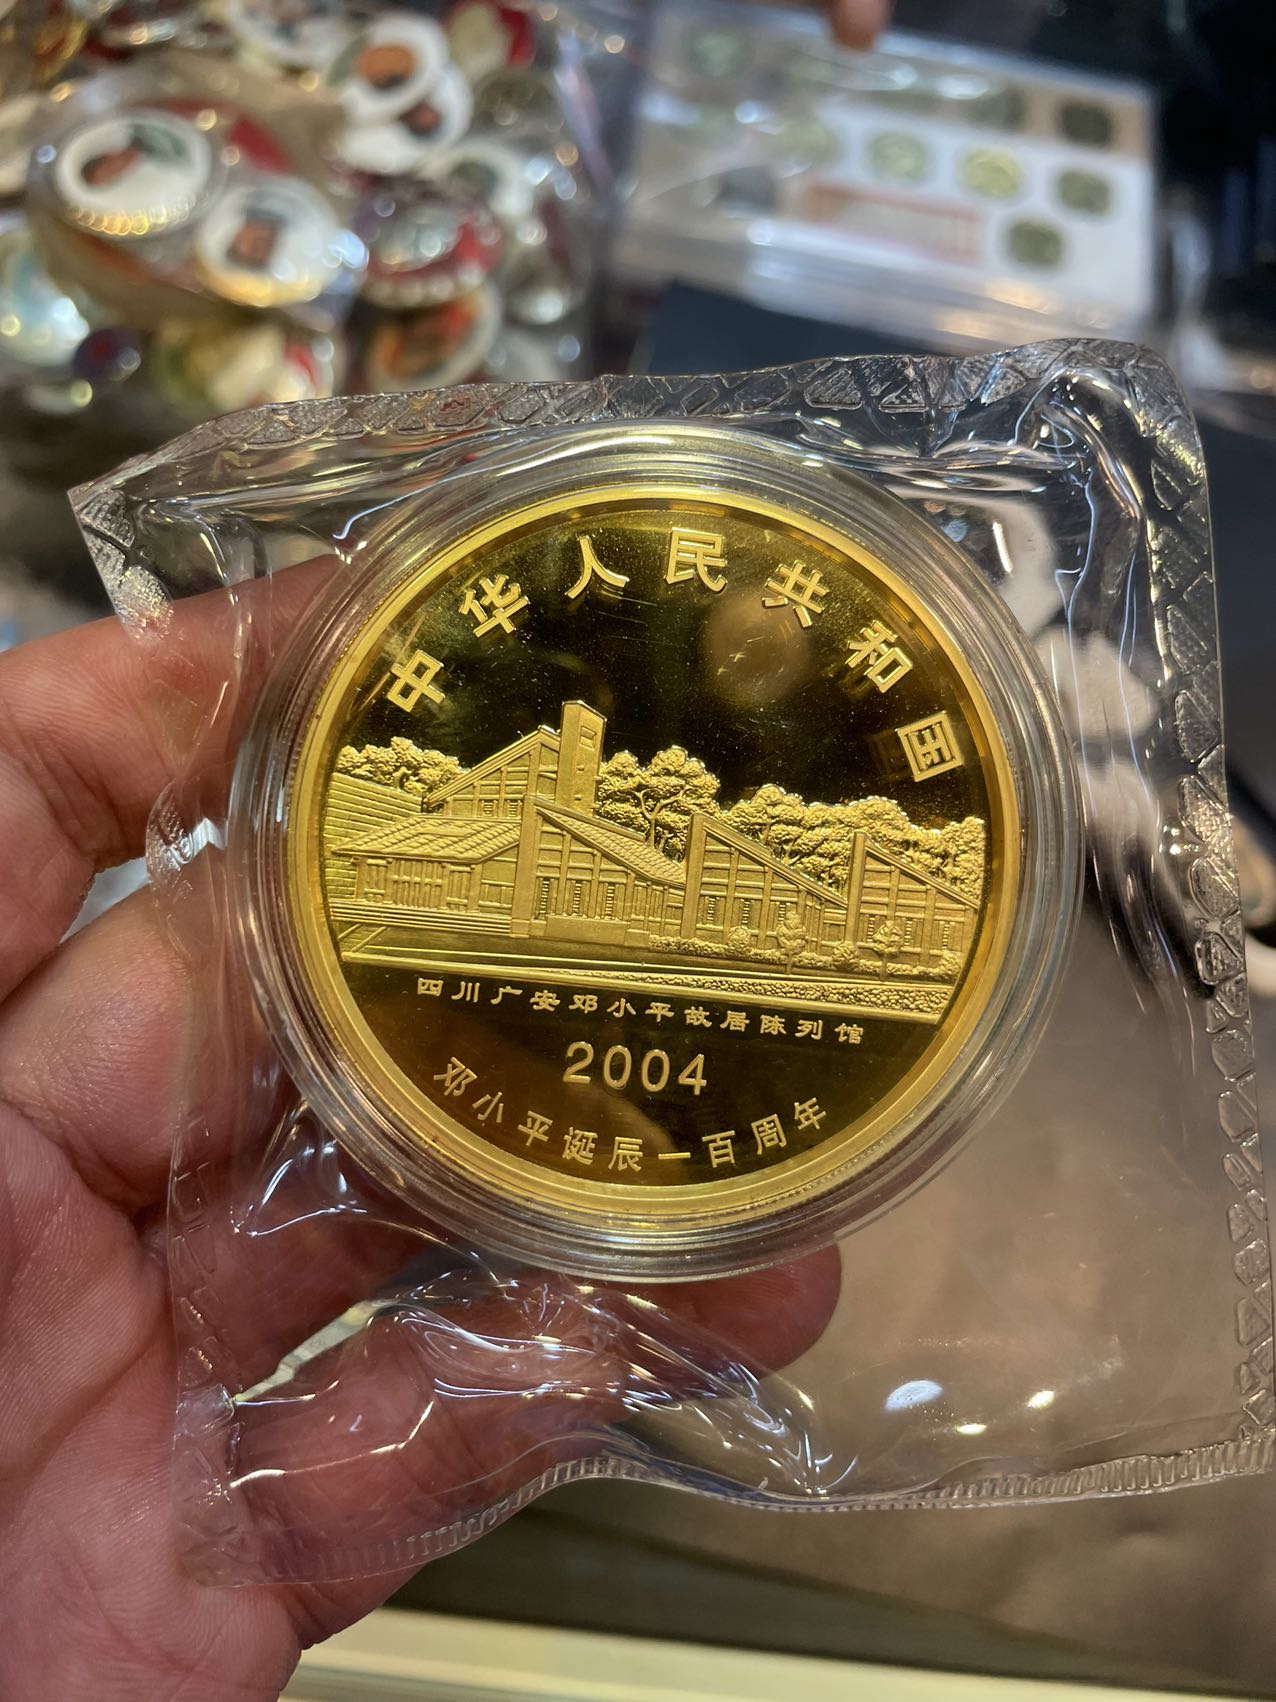 中华人民共和国
四川广安邓小平故居陈列馆
2004
邓小平诞辰一百周年